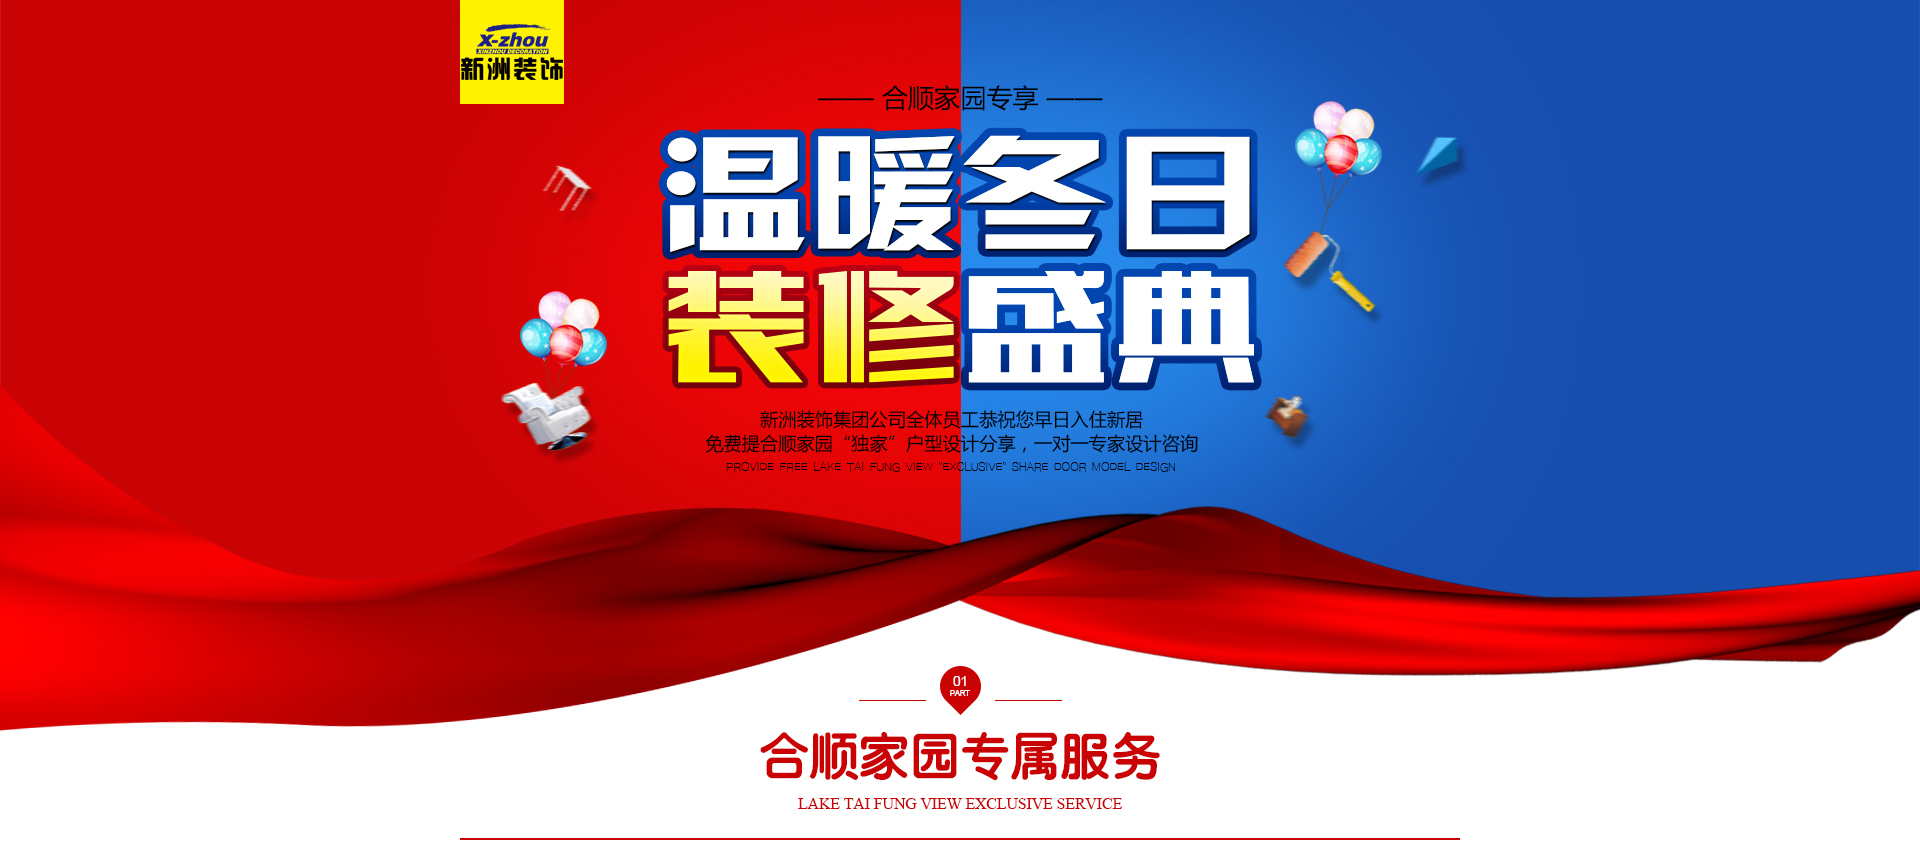 X-zhou
XINZHOU DECORATION
新洲装饰
合顺家园专享
温暖冬日
装修盛典
新洲装饰集团公司全体员工恭祝您早日入住新居
免费提合顺家园“独家”户型设计分享，一对一专家设计咨询
PROVIDE FREE LAKE TAI FUNG VIEW "EXCLUSIVE" SHARE DOOR MODEL DESIGN
01
PART
合顺家园专属服务
LAKE TAI FUNG VIEW EXCLUSIVE SERVICE